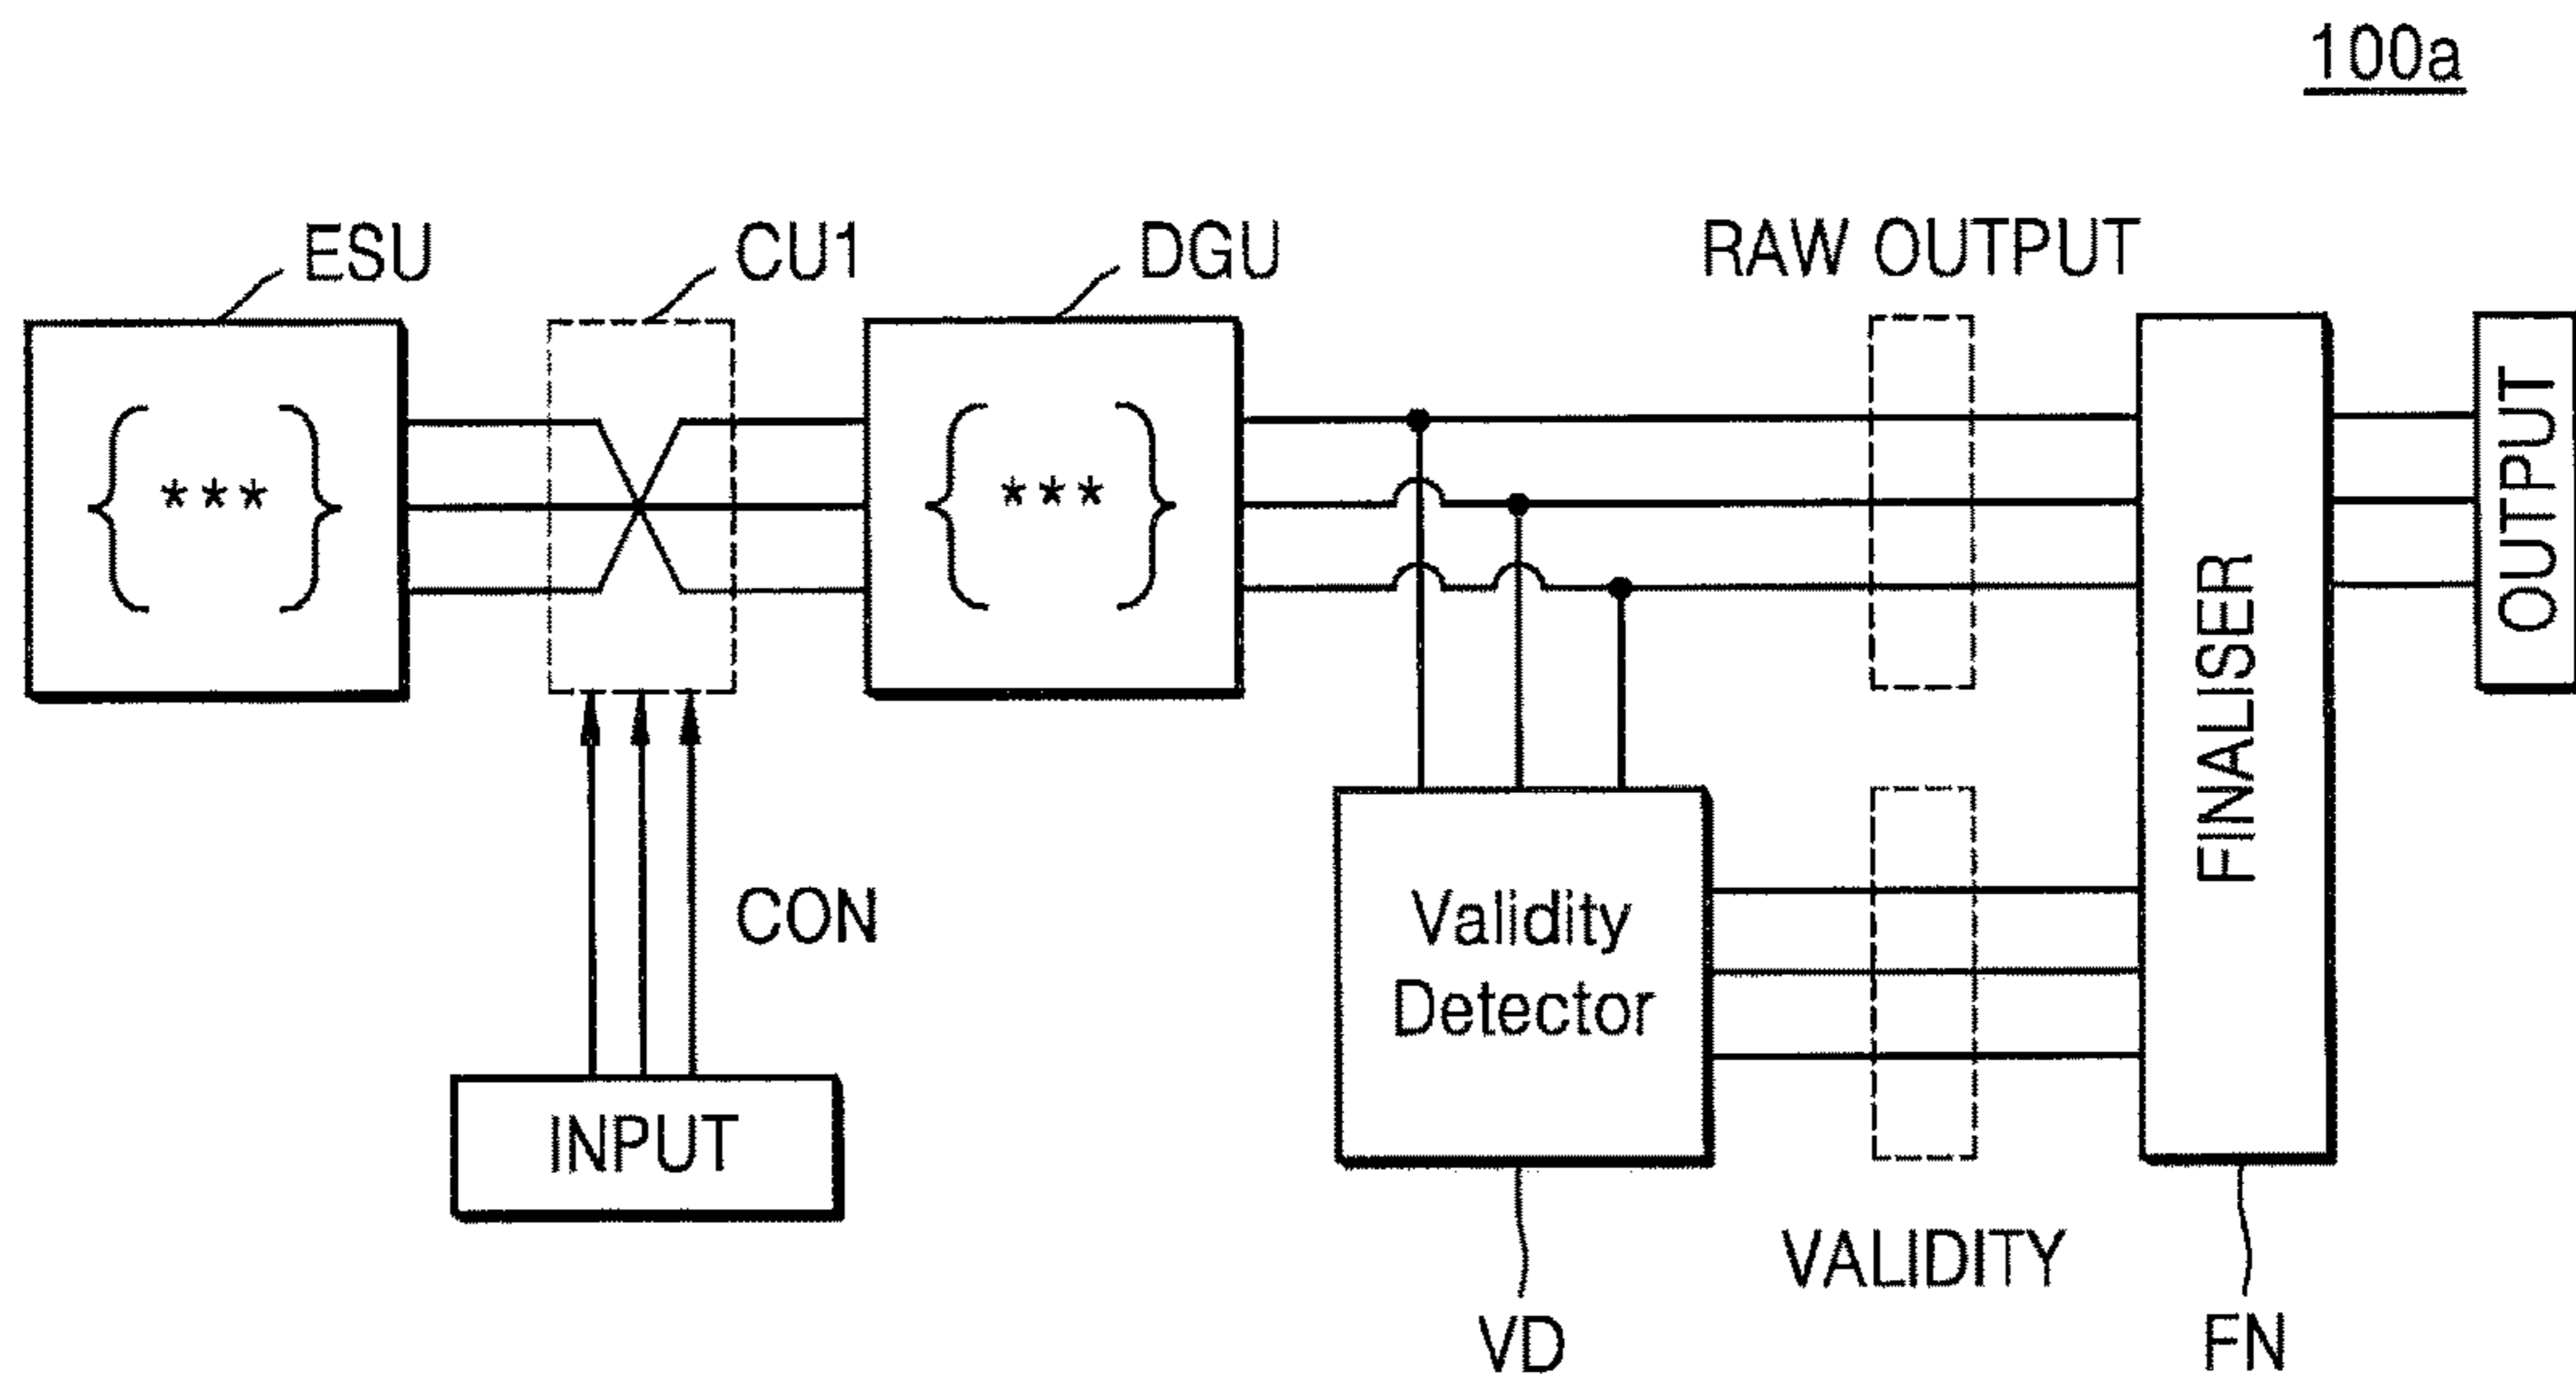 100a
ESU
CU1
DGU
RAW OUTPUT
{ *** }
{ *** }
OUTPUT
FINALISER
CON
Validity
Detector
INPUT
VALIDITY
VD
FN